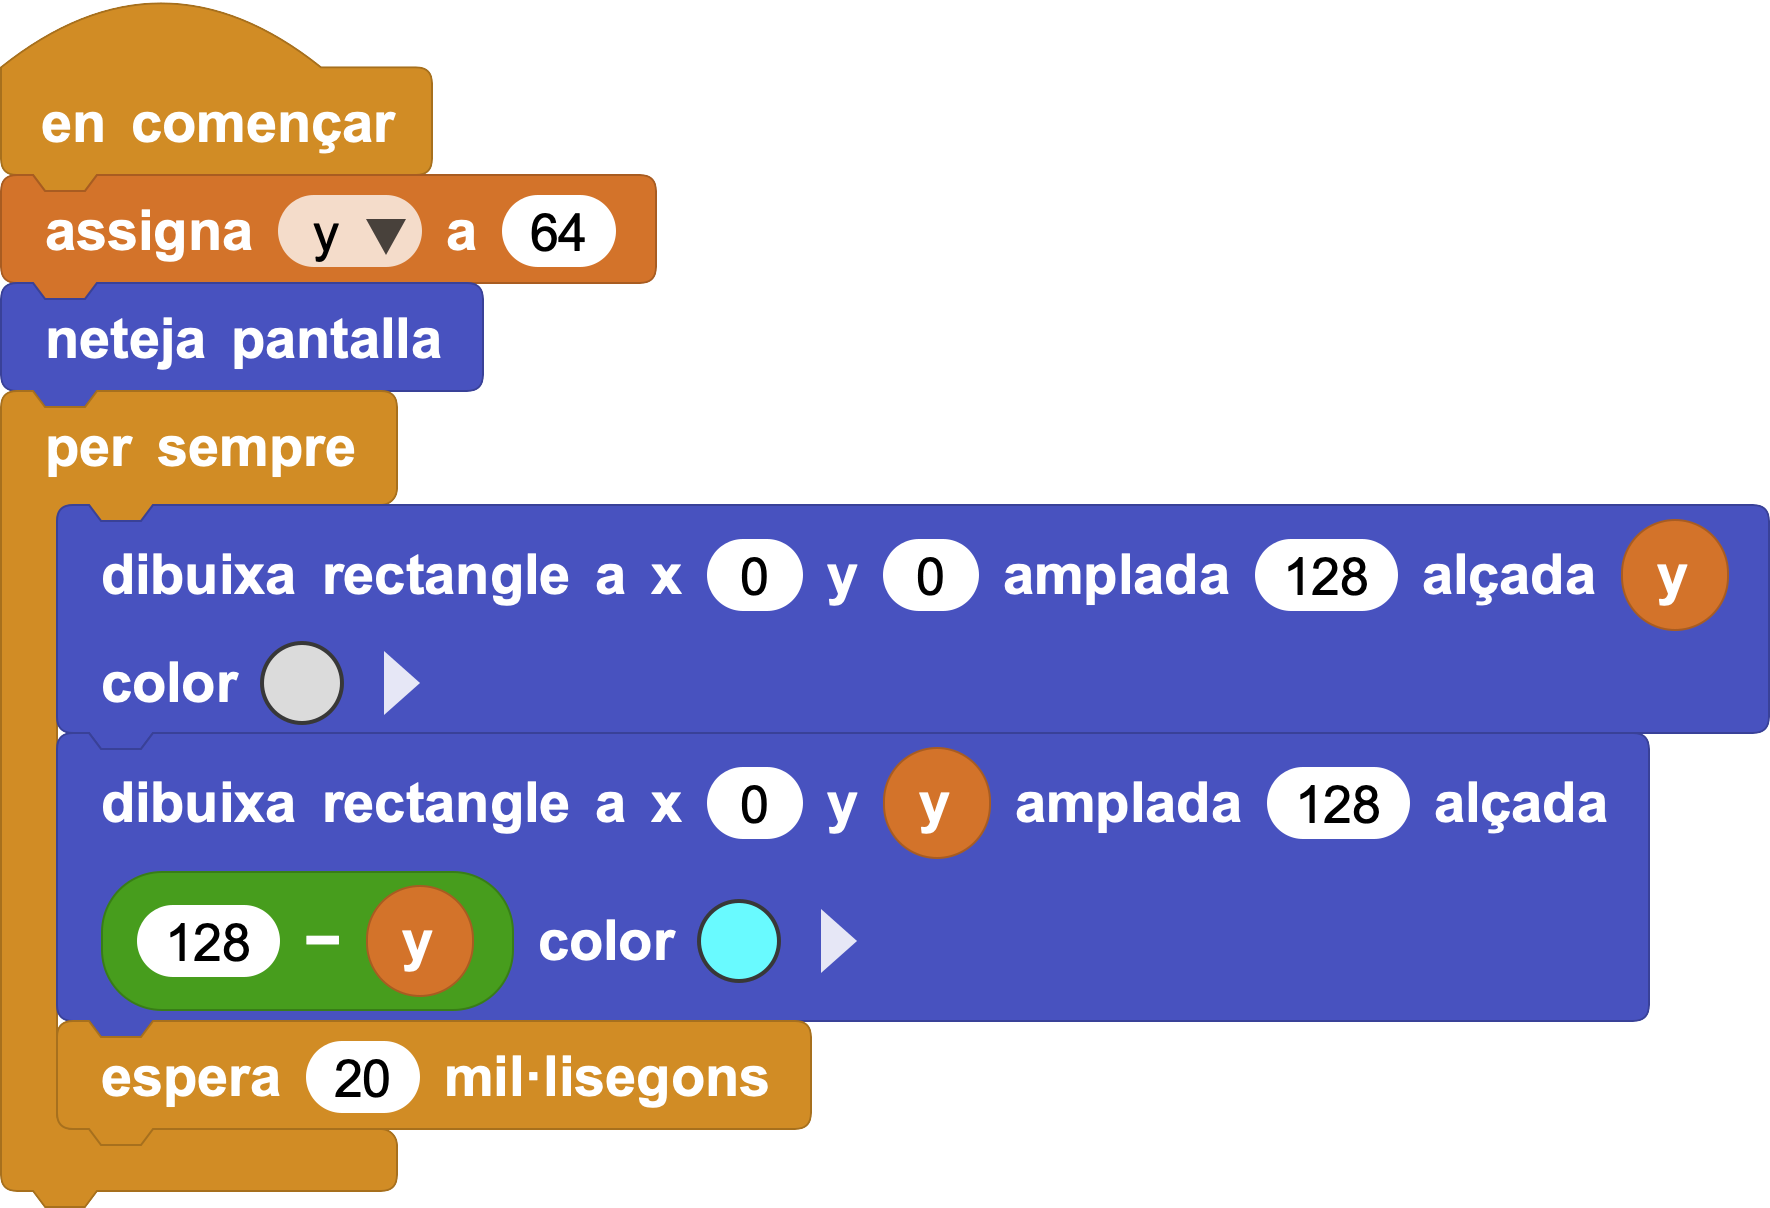 en començar
assigna y a 64
neteja pantalla
per sempre
dibuixa rectangle a x 0 y 0 amplada 128 alçada y
color
dibuixa rectangle a x 0 y y amplada 128 alçada
128 − y color
espera 20 mil·lisegons